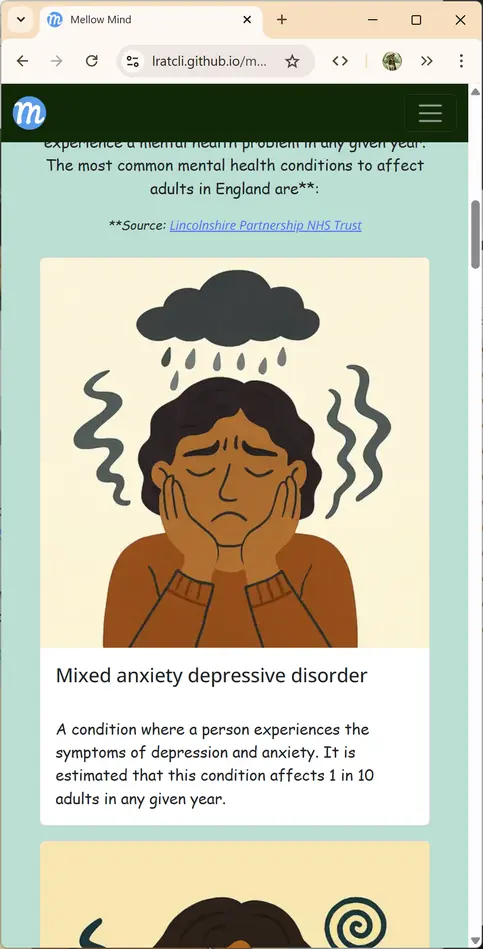 Mellow Mind
lratcli.github.io/m...
m
experience a mental health problem in any given year.
The most common mental health conditions to affect
adults in England are**:
**Source: Lincolnshire Partnership NHS Trust
Mixed anxiety depressive disorder
A condition where a person experiences the
symptoms of depression and anxiety. It is
estimated that this condition affects 1 in 10
adults in any given year.